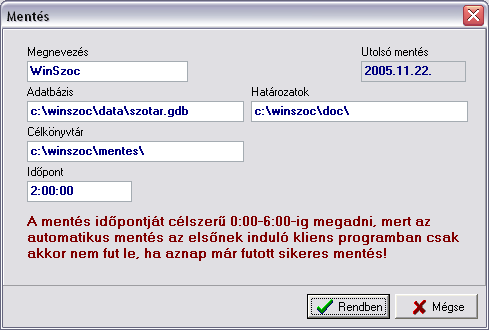 Mentés
Megnevezés
Utolsó mentés
WinSzoc
2005.11.22.
Adatbázis
Határozatok
c:\winszoc\data\szotar.gdb
c:\winszoc\doc\
Célkönyvtár
c:\winszoc\mentes\
Időpont
2:00:00
A mentés időpontját célszerű 0:00-6:00-ig megadni, mert az
automatikus mentés az elsőnek induló kliens programban csak
akkor nem fut le, ha aznap már futott sikeres mentés!
Rendben
Mégse